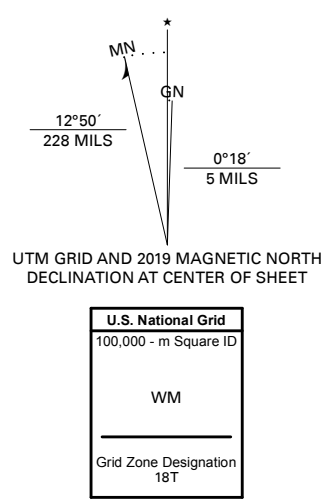 MN
GN
12°50´
228 MILS
0°18´
5 MILS
UTM GRID AND 2019 MAGNETIC NORTH
DECLINATION AT CENTER OF SHEET
U.S. National Grid
100,000 - m Square ID
WM
Grid Zone Designation
18T